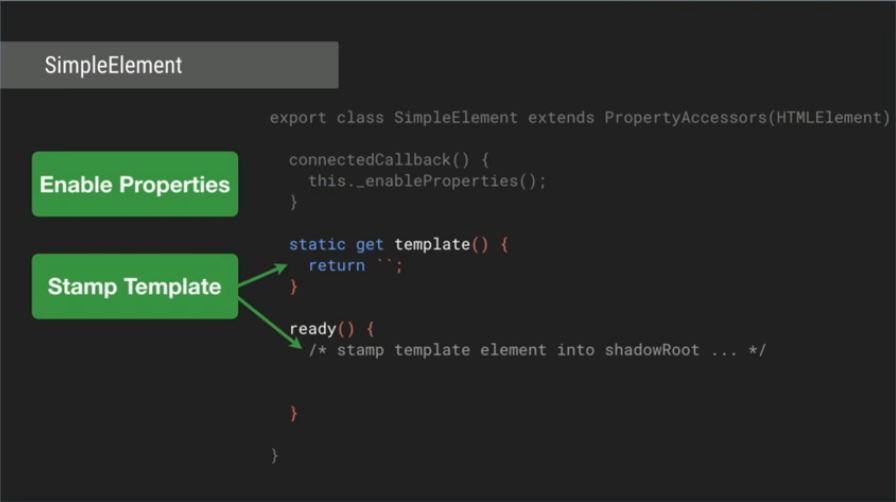 SimpleElement
export class SimpleElement extends PropertyAccessors(HTMLElement)
connectedCallback() {
this._enableProperties();
}
Enable Properties
static get template() {
return ``;
}
Stamp Template
ready() {
/* stamp template element into shadowRoot ... */
}
}